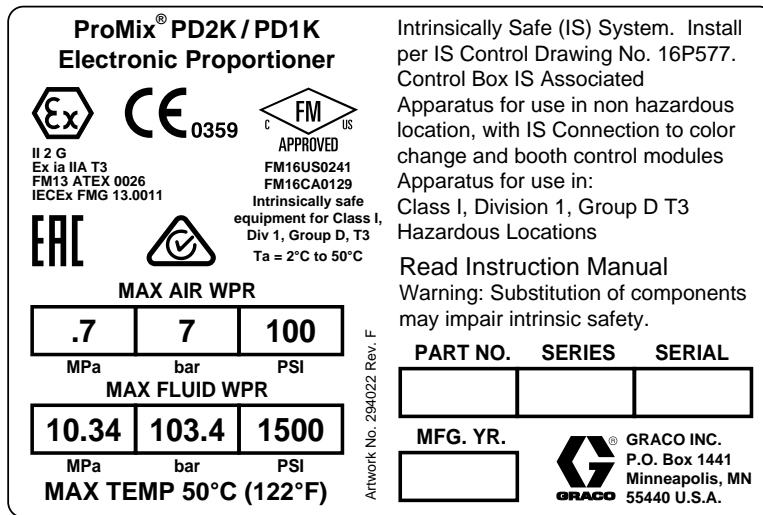 ProMix® PD2K / PD1K
Electronic Proportioner
Ex
CE 0359
FM
C US
APPROVED
II 2 G
Ex ia IIA T3
FM13 ATEX 0026
IECEx FMG 13.0011
FM16US0241
FM16CA0129
Intrinsically safe
equipment for Class I,
Div 1, Group D, T3
Ta = 2°C to 50°C
EAC
MAX AIR WPR
.7 7 100
MPa bar PSI
MAX FLUID WPR
10.34 103.4 1500
MPa bar PSI
MAX TEMP 50°C (122°F)
Artwork No. 294022 Rev. F
Intrinsically Safe (IS) System. Install
per IS Control Drawing No. 16P577.
Control Box IS Associated
Apparatus for use in non hazardous
location, with IS Connection to color
change and booth control modules
Apparatus for use in:
Class I, Division 1, Group D T3
Hazardous Locations
Read Instruction Manual
Warning: Substitution of components
may impair intrinsic safety.
PART NO. SERIES SERIAL
MFG. YR.
G®
GRACO
GRACO INC.
P.O. Box 1441
Minneapolis, MN
55440 U.S.A.